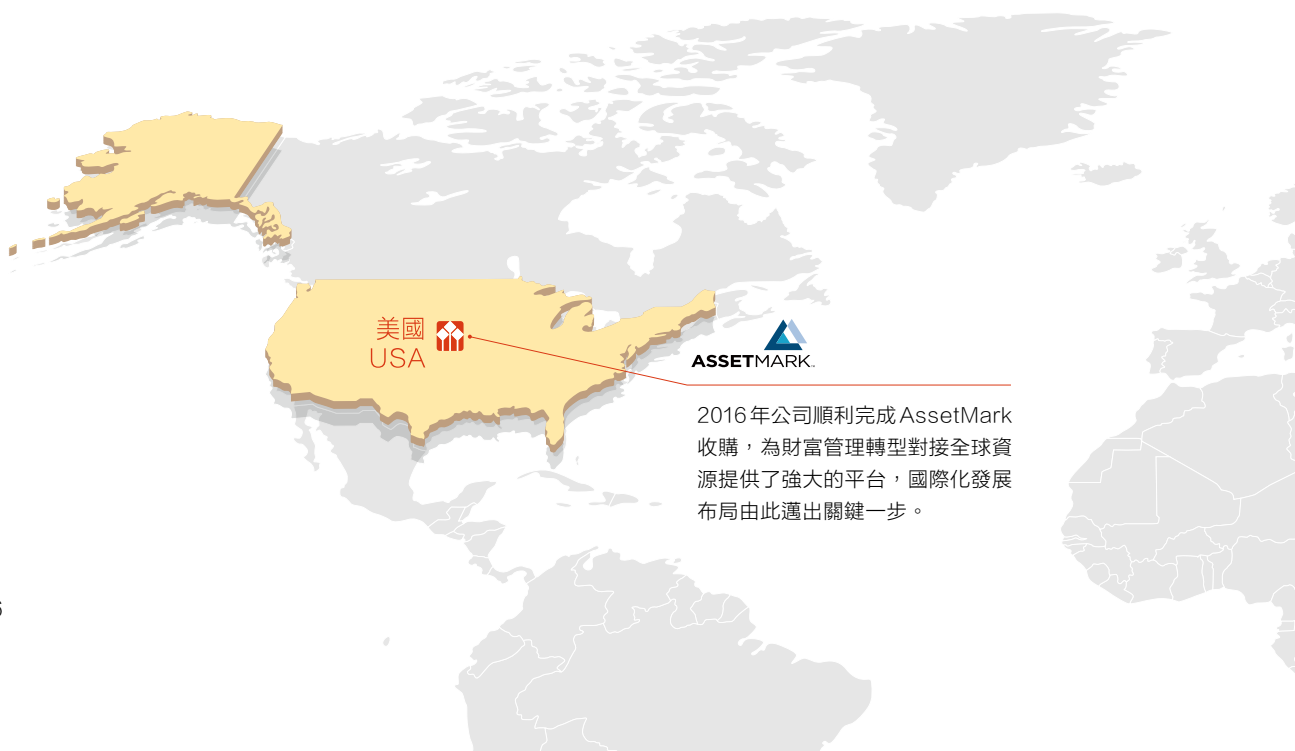 美國
USA
ASSETMARK™
2016年公司順利完成AssetMark
收購，為財富管理轉型對接全球資
源提供了強大的平台，國際化發展
布局由此邁出關鍵一步。